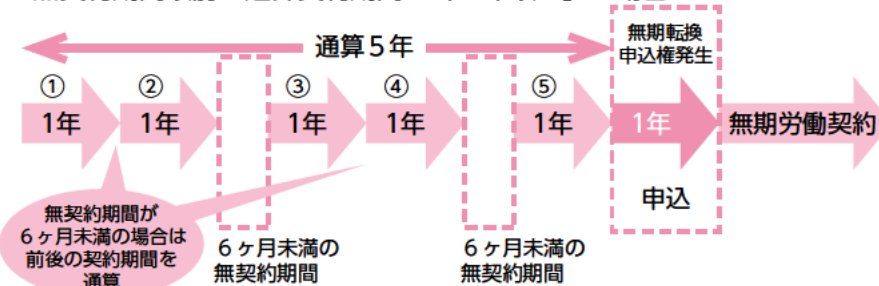 通算5年
無期転換
申込権発生
① ② ③ ④ ⑤
1年 1年 1年 1年 1年 1年 無期労働契約
申込
無契約期間が
6ヶ月未満の場合は
前後の契約期間を
通算
6ヶ月未満の
無契約期間
6ヶ月未満の
無契約期間